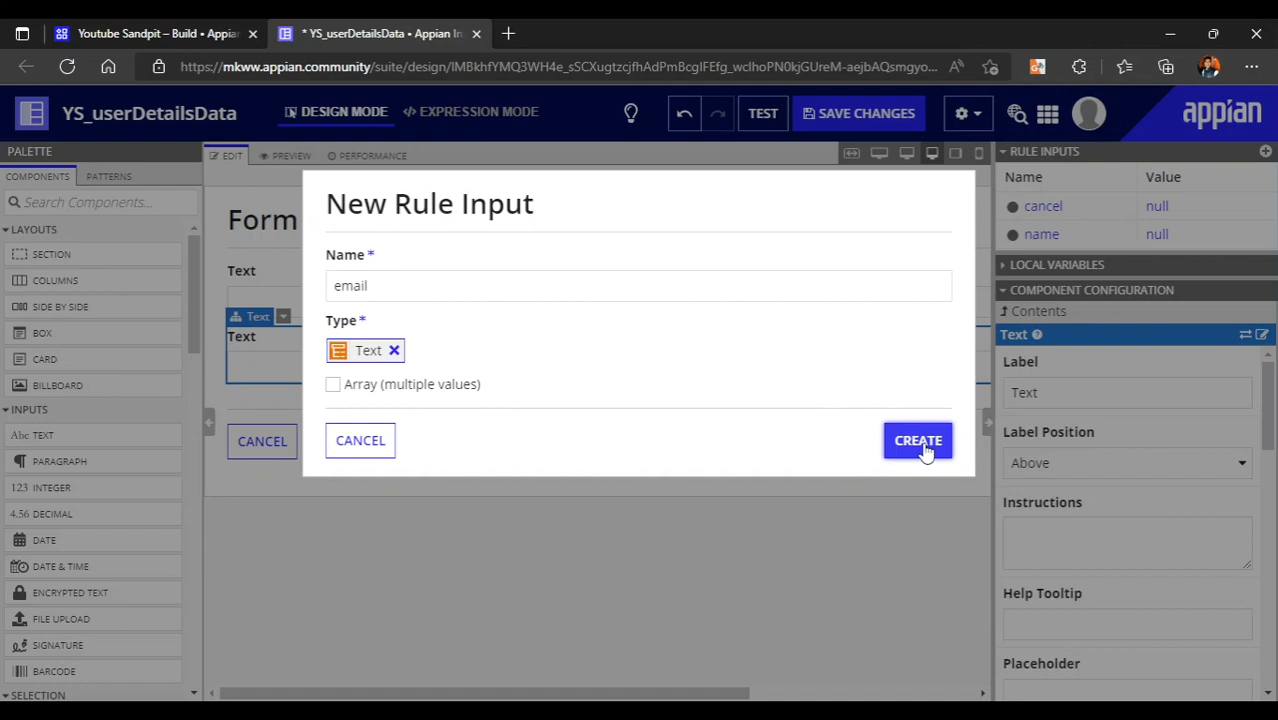 Youtube Sandpit – Build • Appian
* YS_userDetailsData • Appian In
mkww.appian.community/suite/design/
YS_userDetailsData
DESIGN MODE
</> EXPRESSION MODE
TEST
SAVE CHANGES
appian
PALETTE
COMPONENTS
PATTERNS
Search Components...
LAYOUTS
SECTION
COLUMNS
SIDE BY SIDE
BOX
CARD
BILLBOARD
INPUTS
Abc TEXT
PARAGRAPH
123 INTEGER
4.56 DECIMAL
DATE
DATE & TIME
ENCRYPTED TEXT
FILE UPLOAD
SIGNATURE
BARCODE
SELECTION
EDIT
PREVIEW
PERFORMANCE
Form
Text
Text
Text
CANCEL
New Rule Input
Name *
email
Type *
Text
Array (multiple values)
CANCEL
CREATE
RULE INPUTS
Name Value
cancel null
name null
LOCAL VARIABLES
COMPONENT CONFIGURATION
Contents
Text
Label
Text
Label Position
Above
Instructions
Help Tooltip
Placeholder